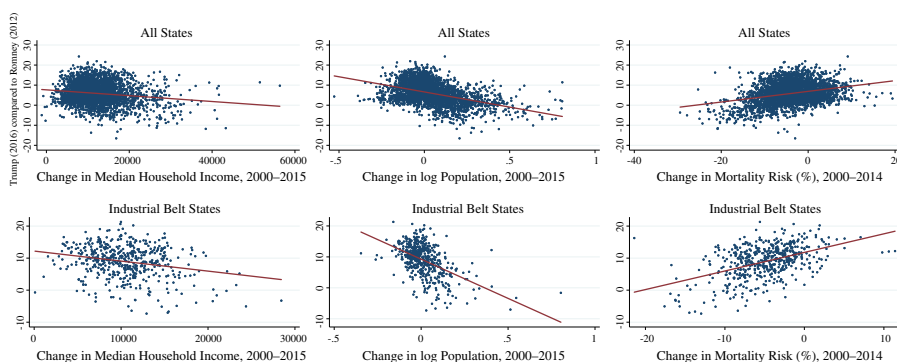 Trump (2016) compared to Romney (2012)
All States
30
20
10
0
-10
-20
0 20000 40000 60000
Change in Median Household Income, 2000–2015
All States
30
20
10
0
-10
-20
-.5 0 .5 1
Change in log Population, 2000–2015
All States
30
20
10
0
-10
-20
-40 -20 0 20
Change in Mortality Risk (%), 2000–2014
Industrial Belt States
20
10
0
-10
0 10000 20000 30000
Change in Median Household Income, 2000–2015
Industrial Belt States
20
10
0
-10
-.5 0 .5 1
Change in log Population, 2000–2015
Industrial Belt States
20
10
0
-10
-20 -10 0 10
Change in Mortality Risk (%), 2000–2014